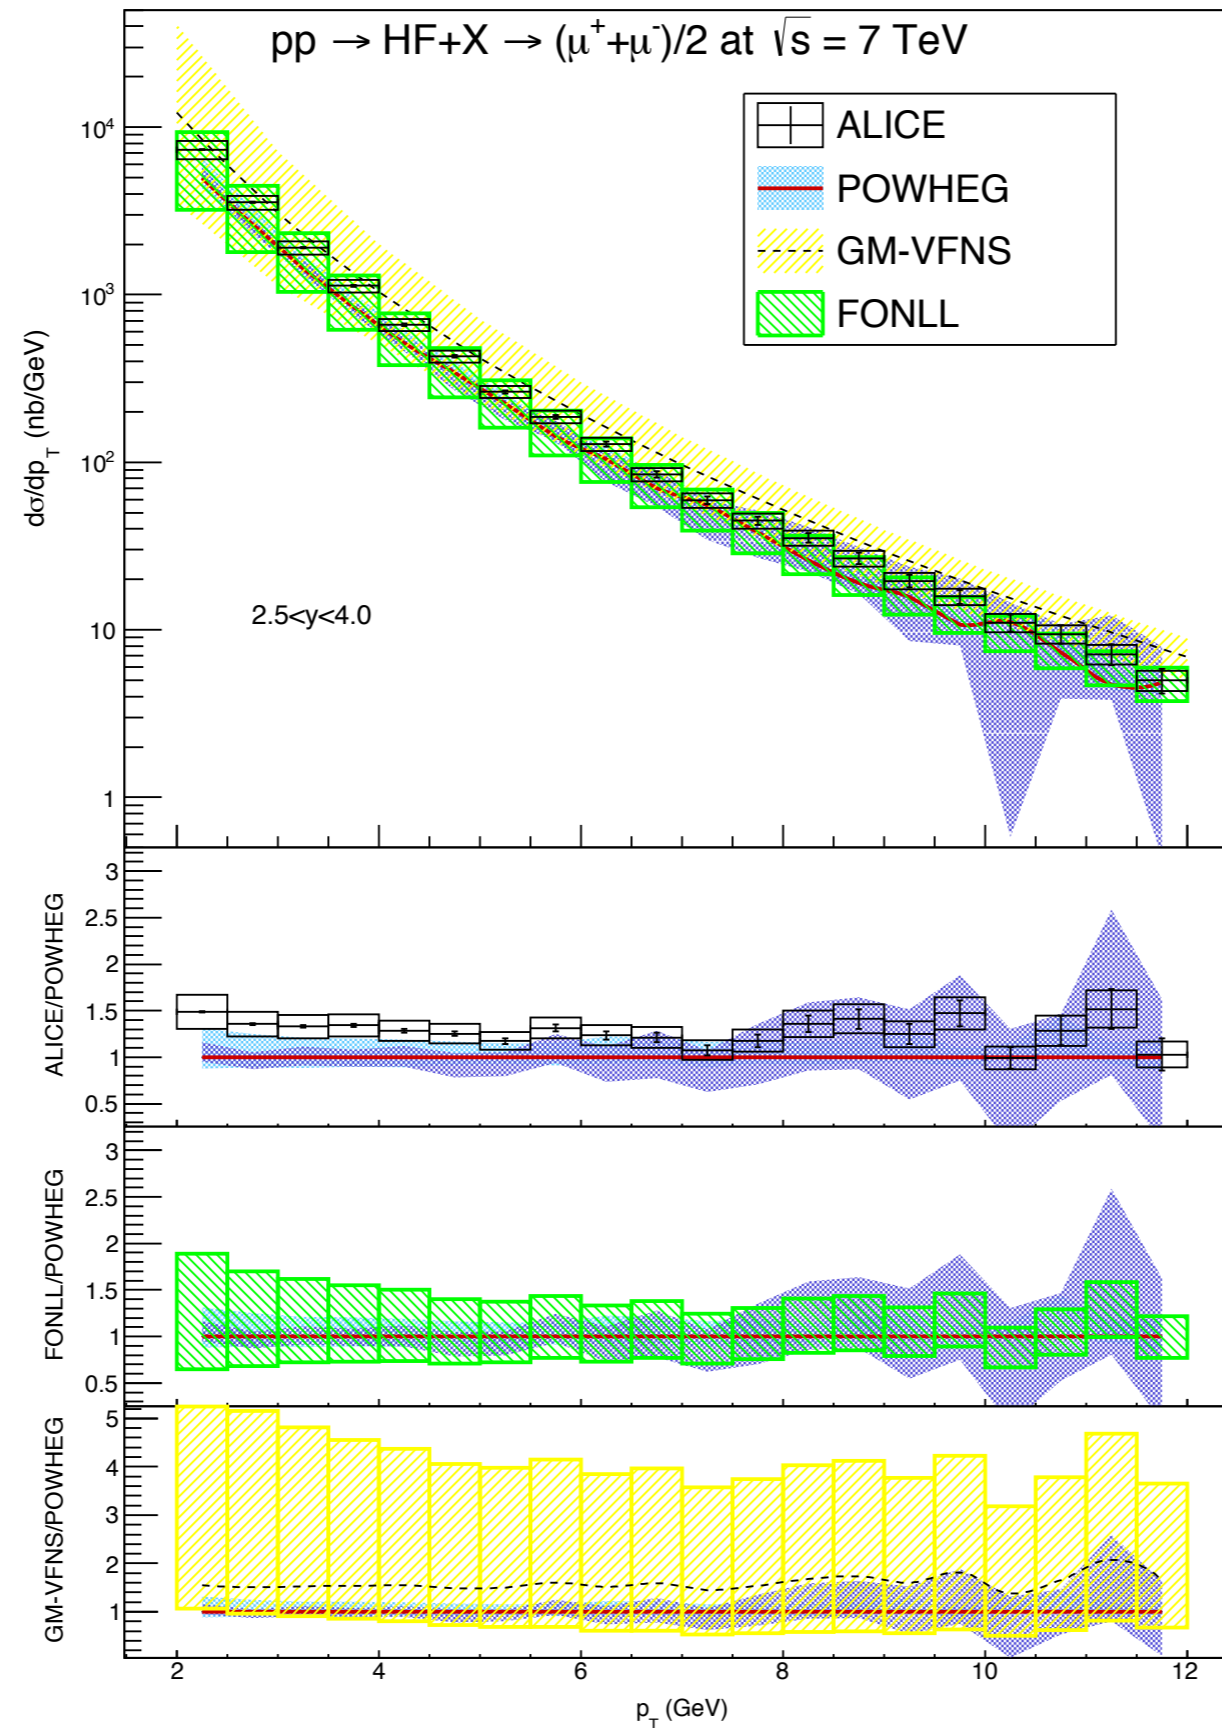 pp → HF+X → (μ⁺+μ⁻)/2 at √s = 7 TeV
ALICE
POWHEG
GM-VFNS
FONLL
dσ/dp_T (nb/GeV)
10⁴
10³
10²
10
1
2.5<y<4.0
ALICE/POWHEG
3
2.5
2
1.5
1
0.5
FONLL/POWHEG
3
2.5
2
1.5
1
0.5
GM-VFNS/POWHEG
5
4
3
2
1
2 4 6 8 10 12
p_T (GeV)